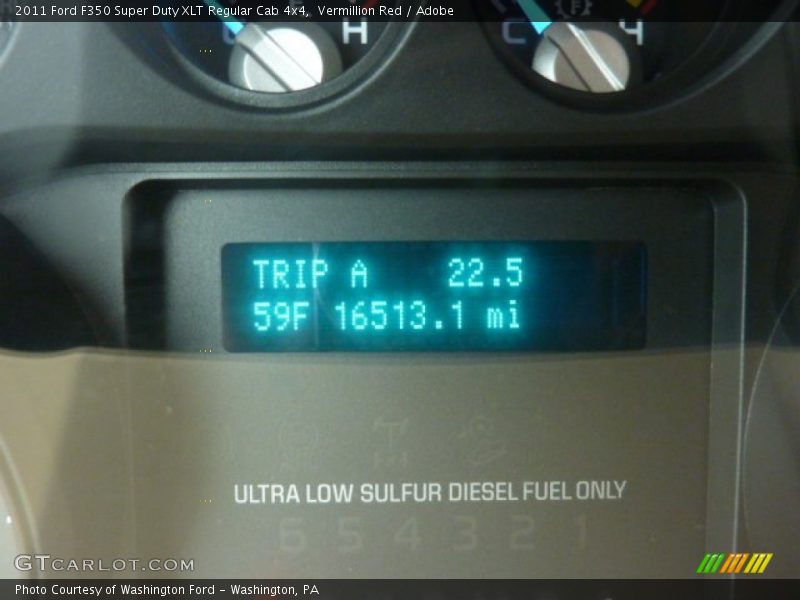 2011 Ford F350 Super Duty XLT Regular Cab 4x4, Vermillion Red / Adobe
H
C
TRIP A 22.5
59F 16513.1 mi
ULTRA LOW SULFUR DIESEL FUEL ONLY
6 5 4 3 2 1
GTCARLOT.COM
Photo Courtesy of Washington Ford – Washington, PA